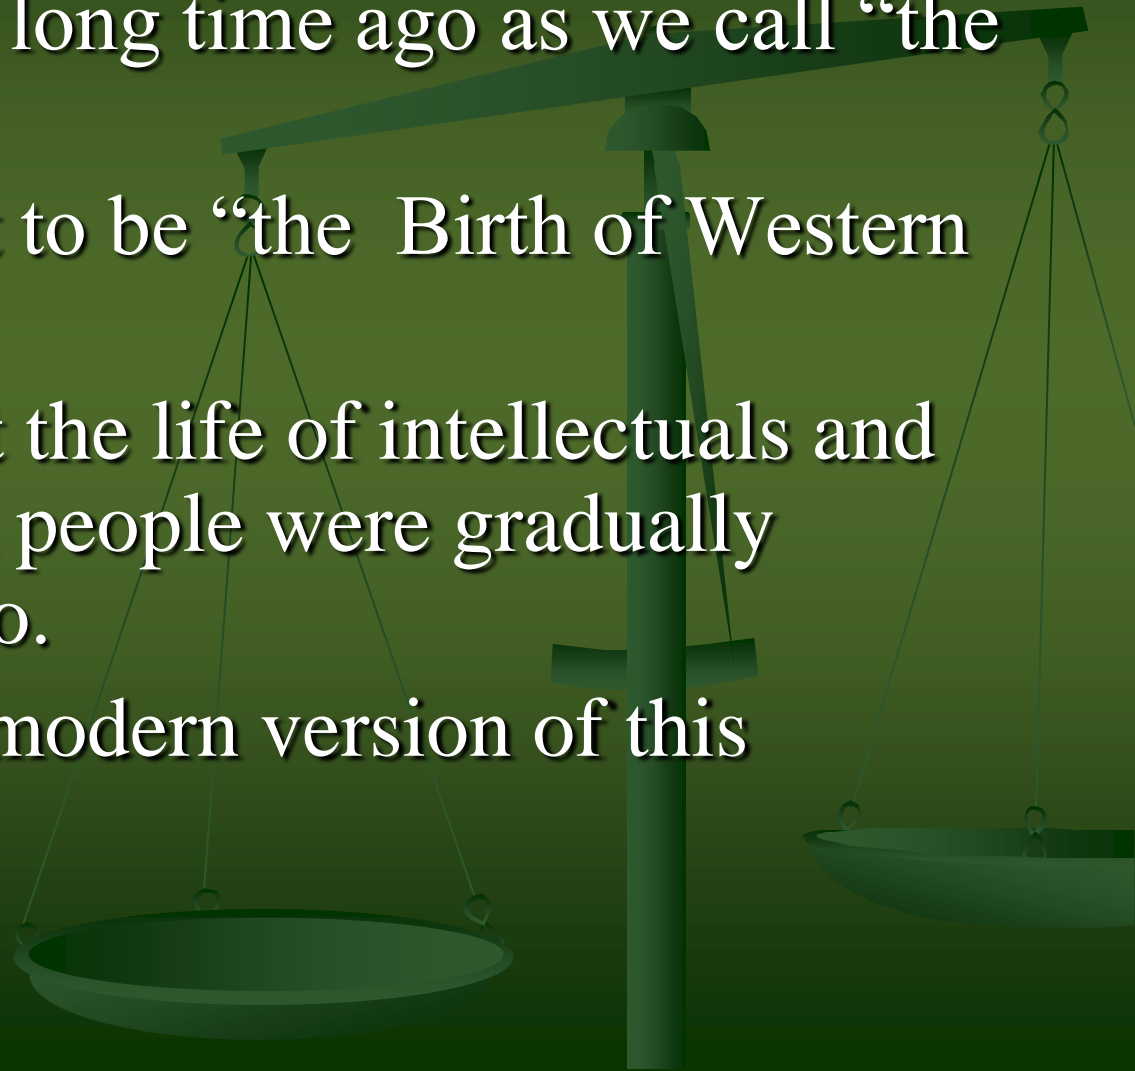 long time ago as we call “the
to be “the Birth of Western
the life of intellectuals and
people were gradually
o.
modern version of this